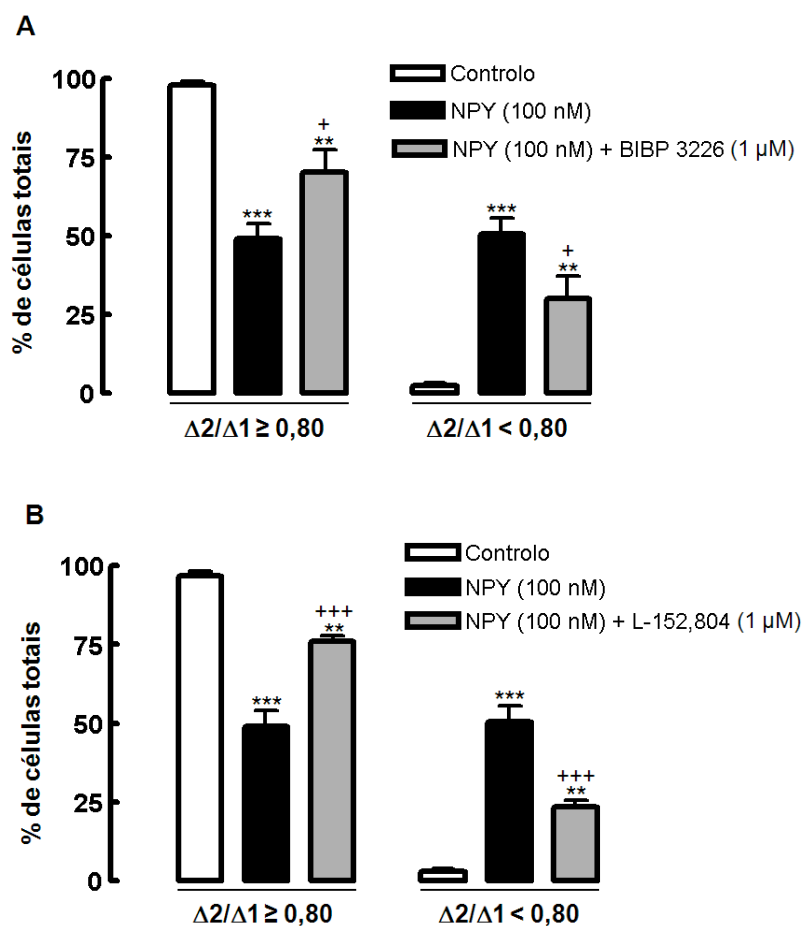 A
% de células totais
100
75
50
25
0
Controlo
NPY (100 nM)
NPY (100 nM) + BIBP 3226 (1 µM)
***
+
**
***
+
**
Δ2/Δ1 ≥ 0,80
Δ2/Δ1 < 0,80
B
% de células totais
100
75
50
25
0
Controlo
NPY (100 nM)
NPY (100 nM) + L-152,804 (1 µM)
***
+++
**
***
+++
**
Δ2/Δ1 ≥ 0,80
Δ2/Δ1 < 0,80